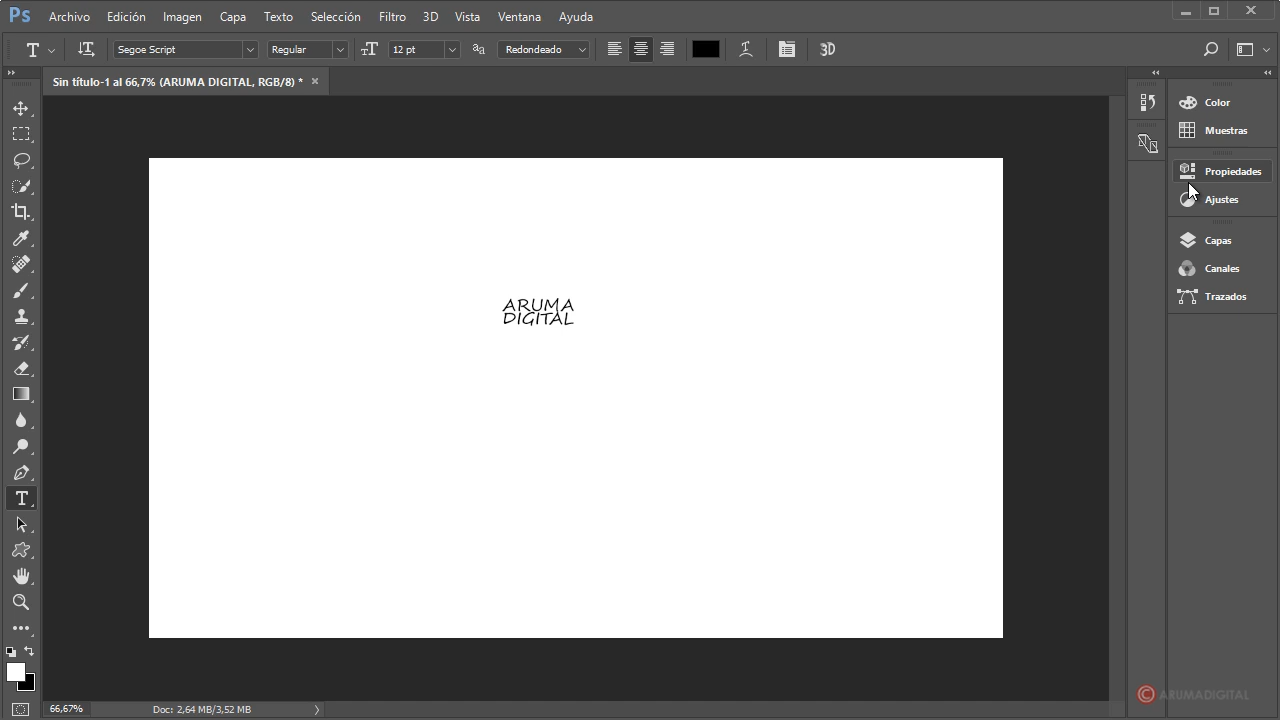 Ps Archivo Edición Imagen Capa Texto Selección Filtro 3D Vista Ventana Ayuda
T Segoe Script Regular 12 pt aa Redondeado 3D
Sin título-1 al 66,7% (ARUMA DIGITAL, RGB/8) * ×
Color
Muestras
Propiedades
Ajustes
Capas
Canales
Trazados
ARUMA
DIGITAL
66,67% Doc: 2,64 MB/3,52 MB
© ARUMADIGITAL